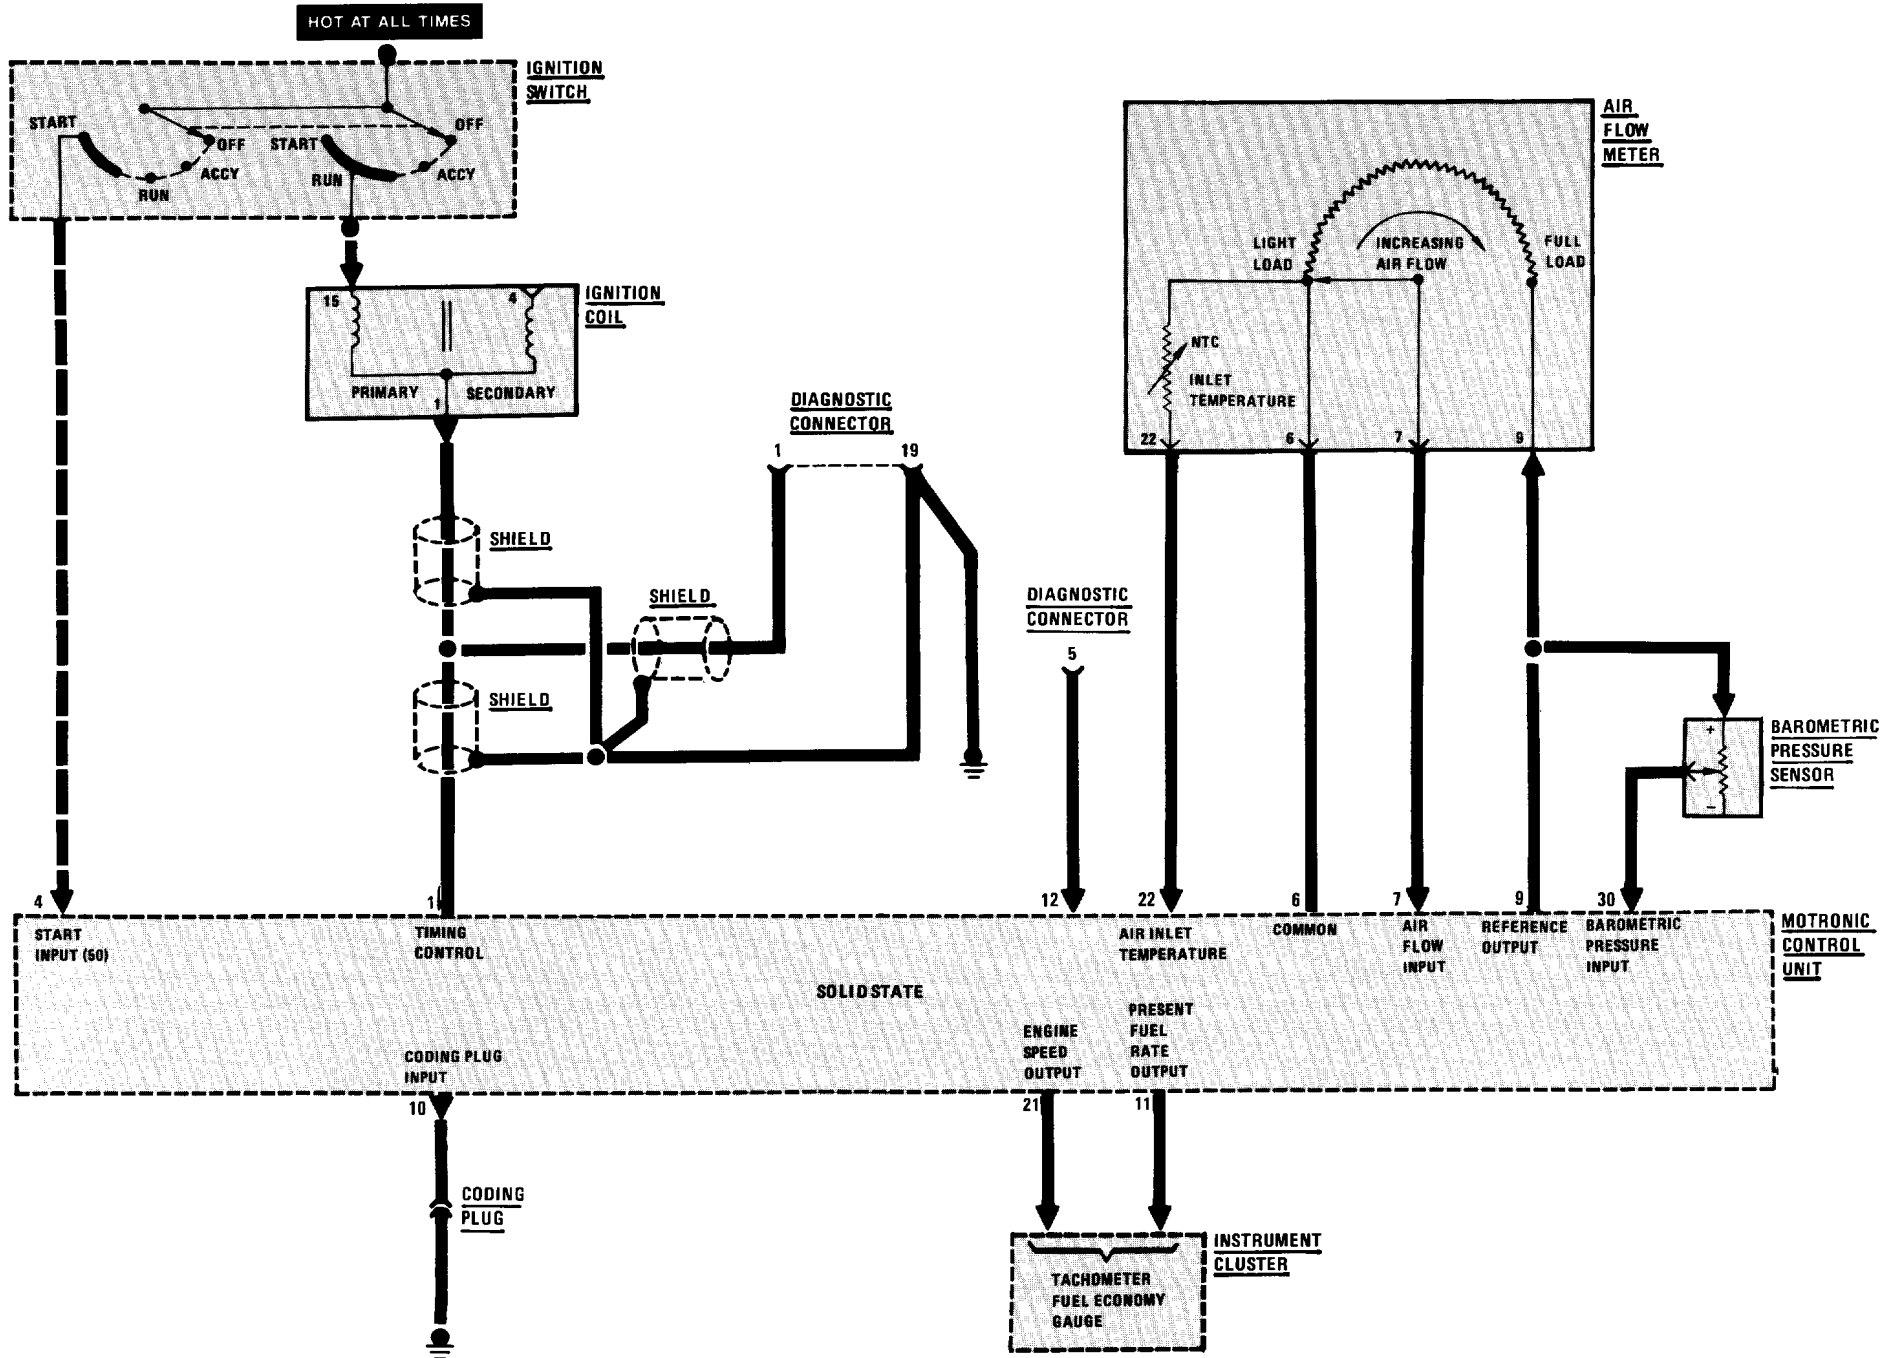 HOT AT ALL TIMES
IGNITION
SWITCH
START
OFF
ACCY
RUN
START
OFF
ACCY
RUN
IGNITION
COIL
15
4
PRIMARY
SECONDARY
1
AIR
FLOW
METER
LIGHT
LOAD
INCREASING
AIR FLOW
FULL
LOAD
NTC
INLET
TEMPERATURE
22
6
7
9
DIAGNOSTIC
CONNECTOR
1
19
SHIELD
SHIELD
SHIELD
DIAGNOSTIC
CONNECTOR
5
BAROMETRIC
PRESSURE
SENSOR
+
−
4
1
12
22
6
7
9
30
START
INPUT (50)
TIMING
CONTROL
AIR INLET
TEMPERATURE
COMMON
AIR
FLOW
INPUT
REFERENCE
OUTPUT
BAROMETRIC
PRESSURE
INPUT
MOTRONIC
CONTROL
UNIT
SOLID STATE
CODING PLUG
INPUT
ENGINE
SPEED
OUTPUT
PRESENT
FUEL
RATE
OUTPUT
10
21
11
CODING
PLUG
INSTRUMENT
CLUSTER
TACHOMETER
FUEL ECONOMY
GAUGE